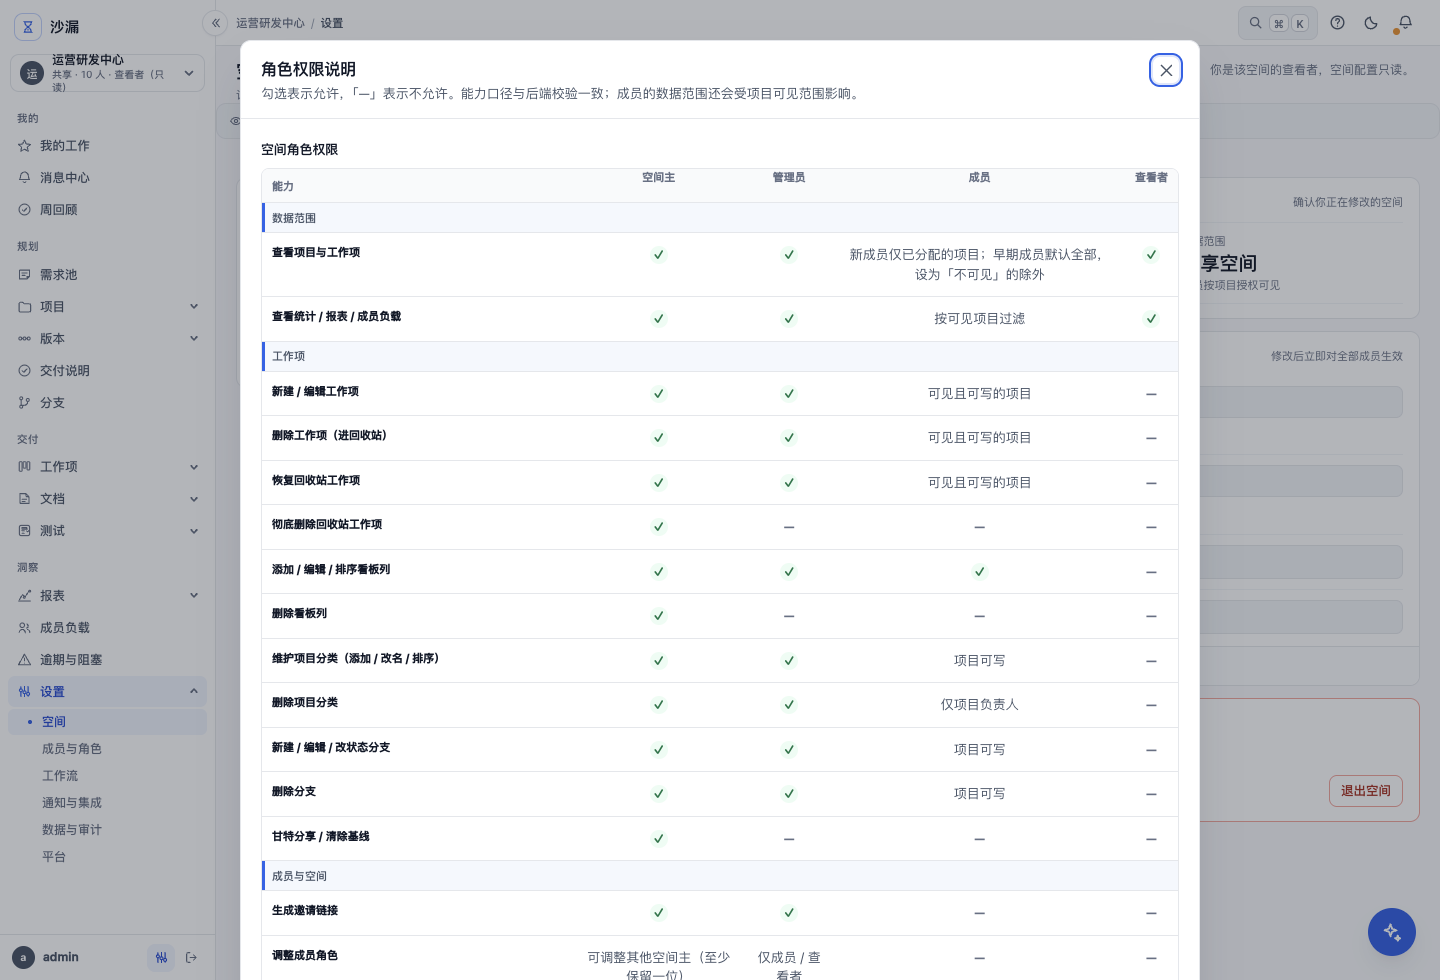 沙漏
运营研发中心 / 设置
⌘ K
运
运营研发中心
共享 · 10 人 · 查看者（只
读）
我的
我的工作
消息中心
周回顾
规划
需求池
项目
版本
交付说明
分支
交付
工作项
文档
测试
洞察
报表
成员负载
逾期与阻塞
设置
空间
成员与角色
工作流
通知与集成
数据与审计
平台
a admin
你是该空间的查看者，空间配置只读。
角色权限说明
勾选表示允许，「—」表示不允许。能力口径与后端校验一致；成员的数据范围还会受项目可见范围影响。
空间角色权限
能力 空间主 管理员 成员 查看者
数据范围
查看项目与工作项 ✓ ✓ 新成员仅已分配的项目；早期成员默认全部， ✓
设为「不可见」的除外
查看统计 / 报表 / 成员负载 ✓ ✓ 按可见项目过滤 ✓
工作项
新建 / 编辑工作项 ✓ ✓ 可见且可写的项目 —
删除工作项（进回收站） ✓ ✓ 可见且可写的项目 —
恢复回收站工作项 ✓ ✓ 可见且可写的项目 —
彻底删除回收站工作项 ✓ — — —
添加 / 编辑 / 排序看板列 ✓ ✓ ✓ —
删除看板列 ✓ — — —
维护项目分类（添加 / 改名 / 排序） ✓ ✓ 项目可写 —
删除项目分类 ✓ ✓ 仅项目负责人 —
新建 / 编辑 / 改状态分支 ✓ ✓ 项目可写 —
删除分支 ✓ ✓ 项目可写 —
甘特分享 / 清除基线 ✓ — — —
成员与空间
生成邀请链接 ✓ ✓ — —
调整成员角色 可调整其他空间主（至少 仅成员 / 查 — —
保留一位） 看者
确认你正在修改的空间
范围
享空间
按项目授权可见
修改后立即对全部成员生效
退出空间